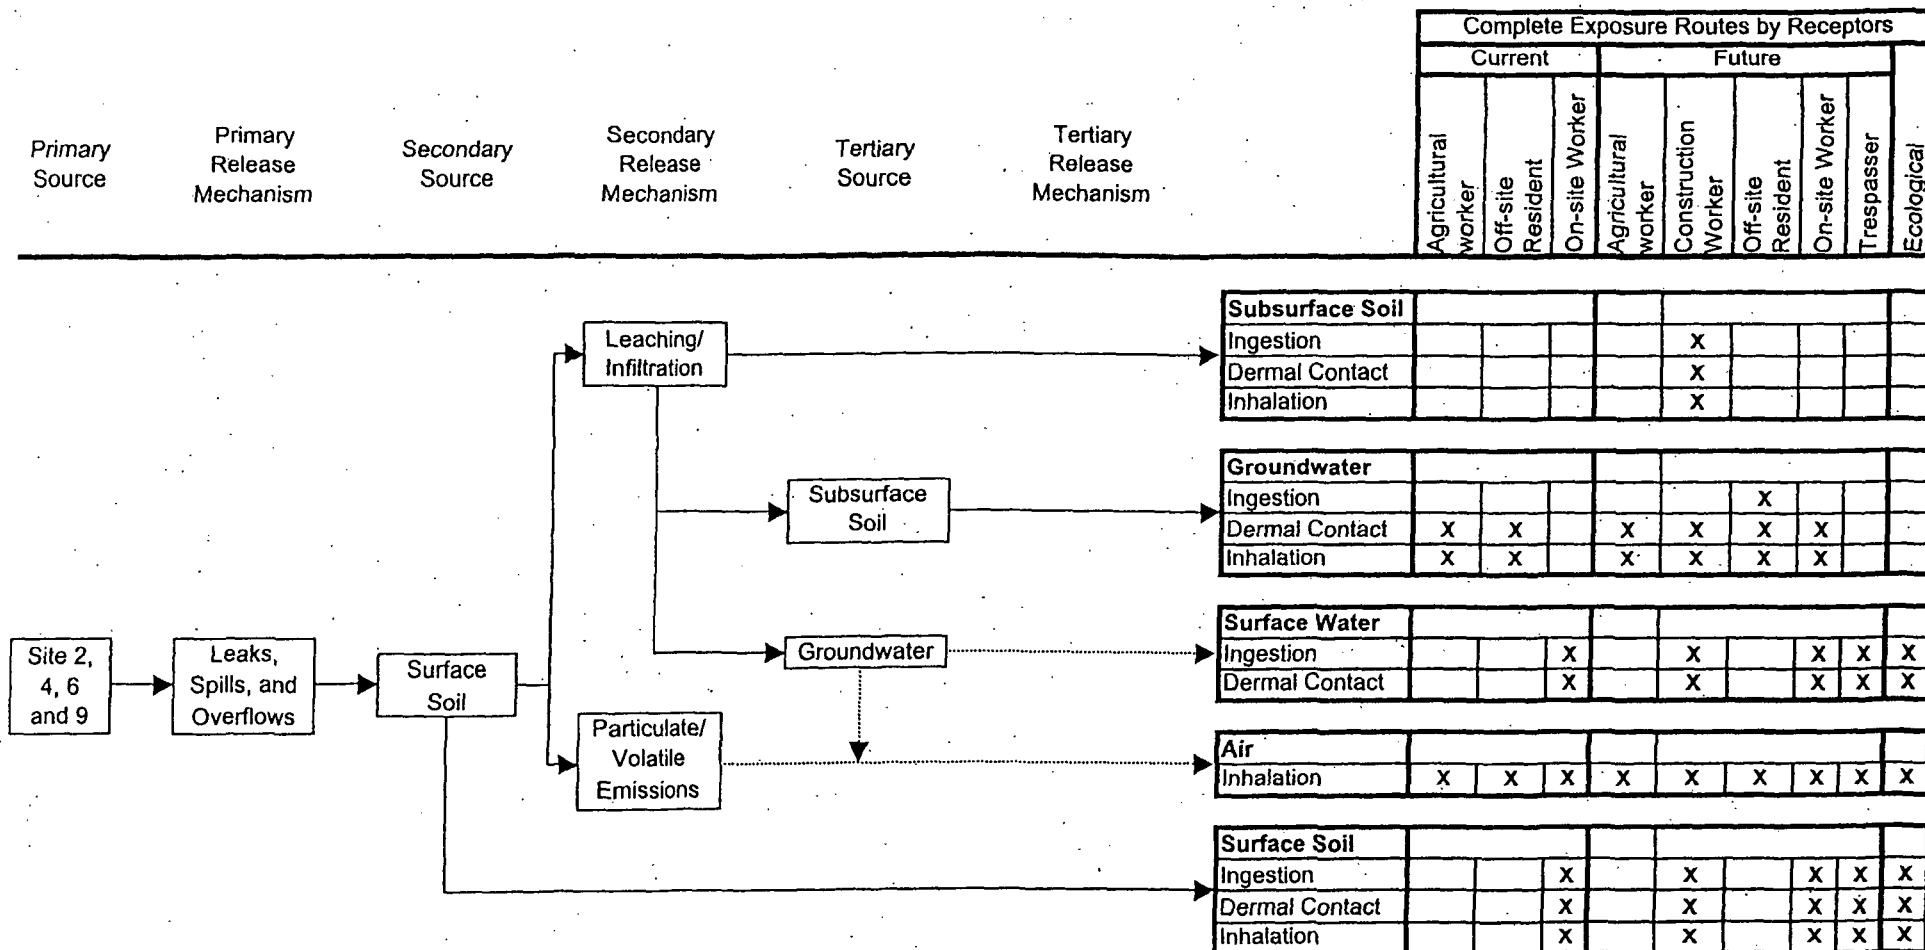 Complete Exposure Routes by Receptors
Current Future
Primary
Source
Primary
Release
Mechanism
Secondary
Source
Secondary
Release
Mechanism
Tertiary
Source
Tertiary
Release
Mechanism
Agricultural
worker
Off-site
Resident
On-site Worker
Agricultural
worker
Construction
Worker
Off-site
Resident
On-site Worker
Trespasser
Ecological
Leaching/
Infiltration
Subsurface Soil
Ingestion X
Dermal Contact X
Inhalation X
Subsurface
Soil
Groundwater
Ingestion X
Dermal Contact X X X X X X
Inhalation X X X X X X
Site 2,
4, 6
and 9
Leaks,
Spills, and
Overflows
Surface
Soil
Groundwater
Surface Water
Ingestion X X X X X
Dermal Contact X X X X X
Particulate/
Volatile
Emissions
Air
Inhalation X X X X X X X X X
Surface Soil
Ingestion X X X X X
Dermal Contact X X X X X
Inhalation X X X X X